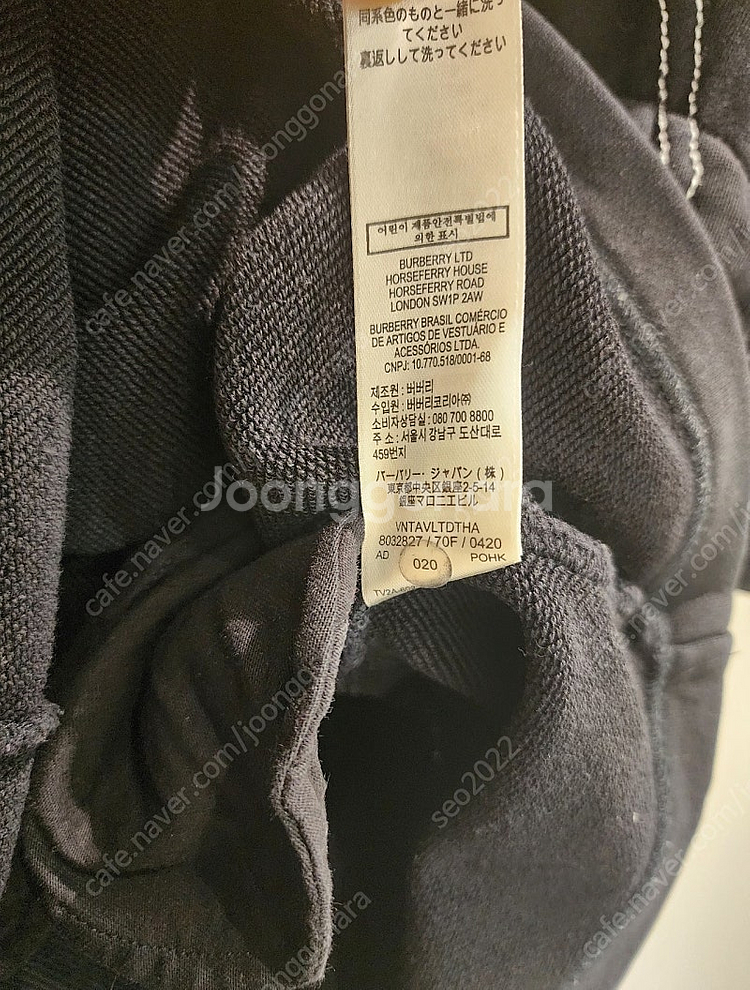 同系色のものと一緒に洗っ
てください
裏返しして洗ってください
어린이 제품안전특별법에
의한 표시
BURBERRY LTD
HORSEFERRY HOUSE
HORSEFERRY ROAD
LONDON SW1P 2AW
BURBERRY BRASIL COMÉRCIO
DE ARTIGOS DE VESTUÁRIO E
ACESSÓRIOS LTDA.
CNPJ: 10.770.518/0001-68
제조원 : 버버리
수입원 : 버버리코리아㈜
소비자상담실 : 080 700 8800
주 소 : 서울시 강남구 도산대로
459번지
バーバリー・ジャパン(株)
東京都中央区銀座2-5-14
銀座マロニエビル
Joonggonara
VNTAVLTDTHA
8032827 / 70F / 0420
AD 020 POHK
cafe.naver.com/joonggonara
seo2022